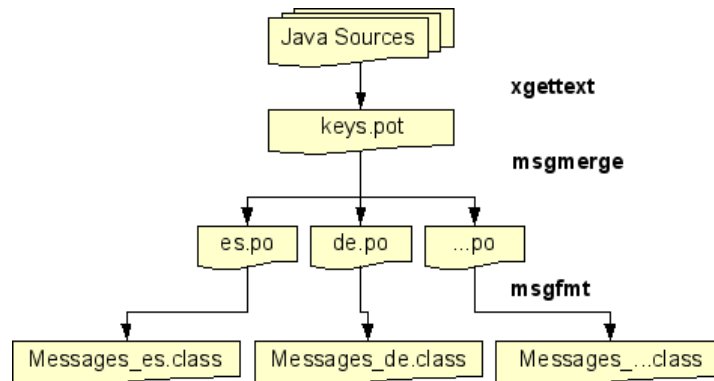 Java Sources
xgettext
keys.pot
msgmerge
es.po
de.po
...po
msgfmt
Messages_es.class
Messages_de.class
Messages_...class